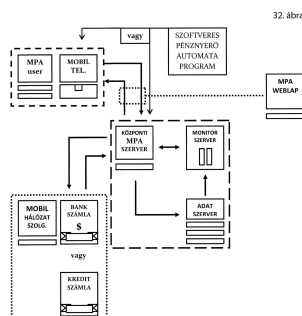 32. ábra
vagy
SZOFTVERES
PÉNZNYERŐ
AUTOMATA
PROGRAM
MPA
user
MOBIL
TEL.
MPA
WEBLAP
KÖZPONTI
MPA
SZERVER
MONITOR
SZERVER
MOBIL
HÁLÓZAT
SZOLG.
BANK
SZÁMLA
$
ADAT
SZERVER
vagy
KREDIT
SZÁMLA